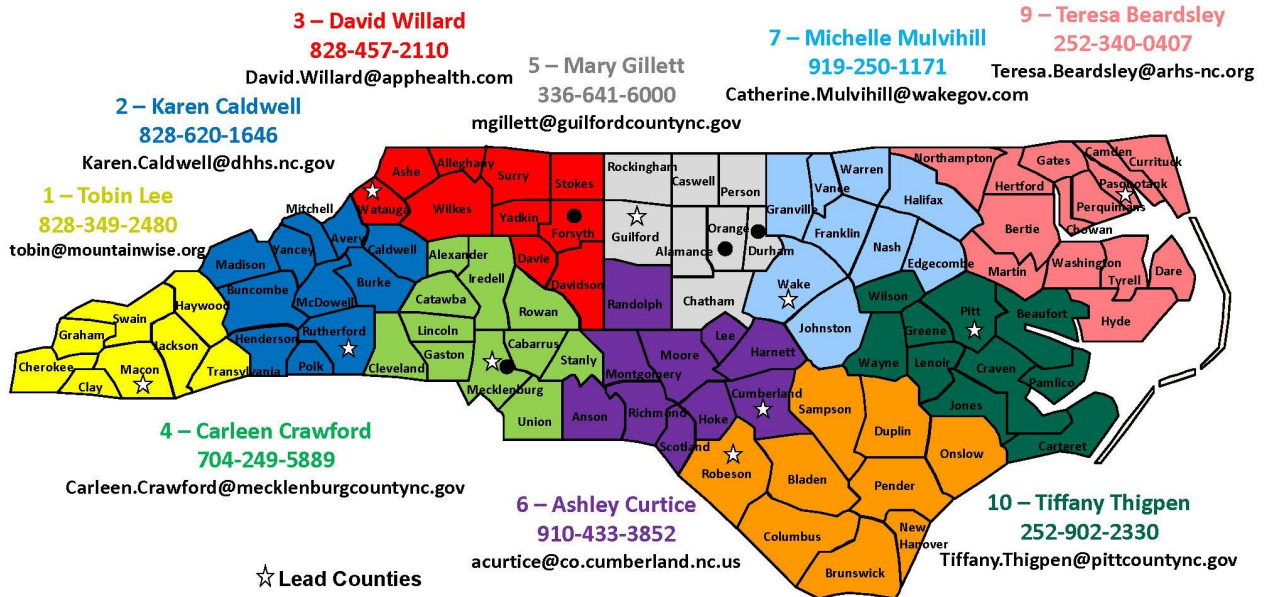 3 – David Willard
828-457-2110
David.Willard@apphealth.com
5 – Mary Gillett
336-641-6000
mgillett@guilfordcountync.gov
7 – Michelle Mulvihill
919-250-1171
Catherine.Mulvihill@wakegov.com
9 – Teresa Beardsley
252-340-0407
Teresa.Beardsley@arhs-nc.org
2 – Karen Caldwell
828-620-1646
Karen.Caldwell@dhhs.nc.gov
1 – Tobin Lee
828-349-2480
tobin@mountainwise.org
Cherokee
Graham
Clay
Swain
Macon
Jackson
Haywood
Transylvania
Madison
Buncombe
Henderson
Polk
Rutherford
McDowell
Yancey
Mitchell
Avery
Burke
Caldwell
Watauga
Ashe
Alleghany
Wilkes
Surry
Yadkin
Stokes
Forsyth
Davie
Davidson
Alexander
Iredell
Catawba
Lincoln
Gaston
Cleveland
Rowan
Cabarrus
Mecklenburg
Stanly
Union
Rockingham
Caswell
Person
Guilford
Alamance
Orange
Durham
Chatham
Randolph
Montgomery
Moore
Lee
Harnett
Anson
Richmond
Scotland
Hoke
Cumberland
Granville
Vance
Warren
Franklin
Halifax
Nash
Edgecombe
Wake
Johnston
Northampton
Hertford
Gates
Camden
Currituck
Pasquotank
Perquimans
Chowan
Bertie
Martin
Washington
Tyrell
Dare
Hyde
Wilson
Greene
Pitt
Beaufort
Wayne
Lenoir
Craven
Pamlico
Jones
Carteret
Robeson
Bladen
Sampson
Duplin
Onslow
Pender
Columbus
Brunswick
New
Hanover
4 – Carleen Crawford
704-249-5889
Carleen.Crawford@mecklenburgcountync.gov
6 – Ashley Curtice
910-433-3852
acurtice@co.cumberland.nc.us
10 – Tiffany Thigpen
252-902-2330
Tiffany.Thigpen@pittcountync.gov
Lead Counties